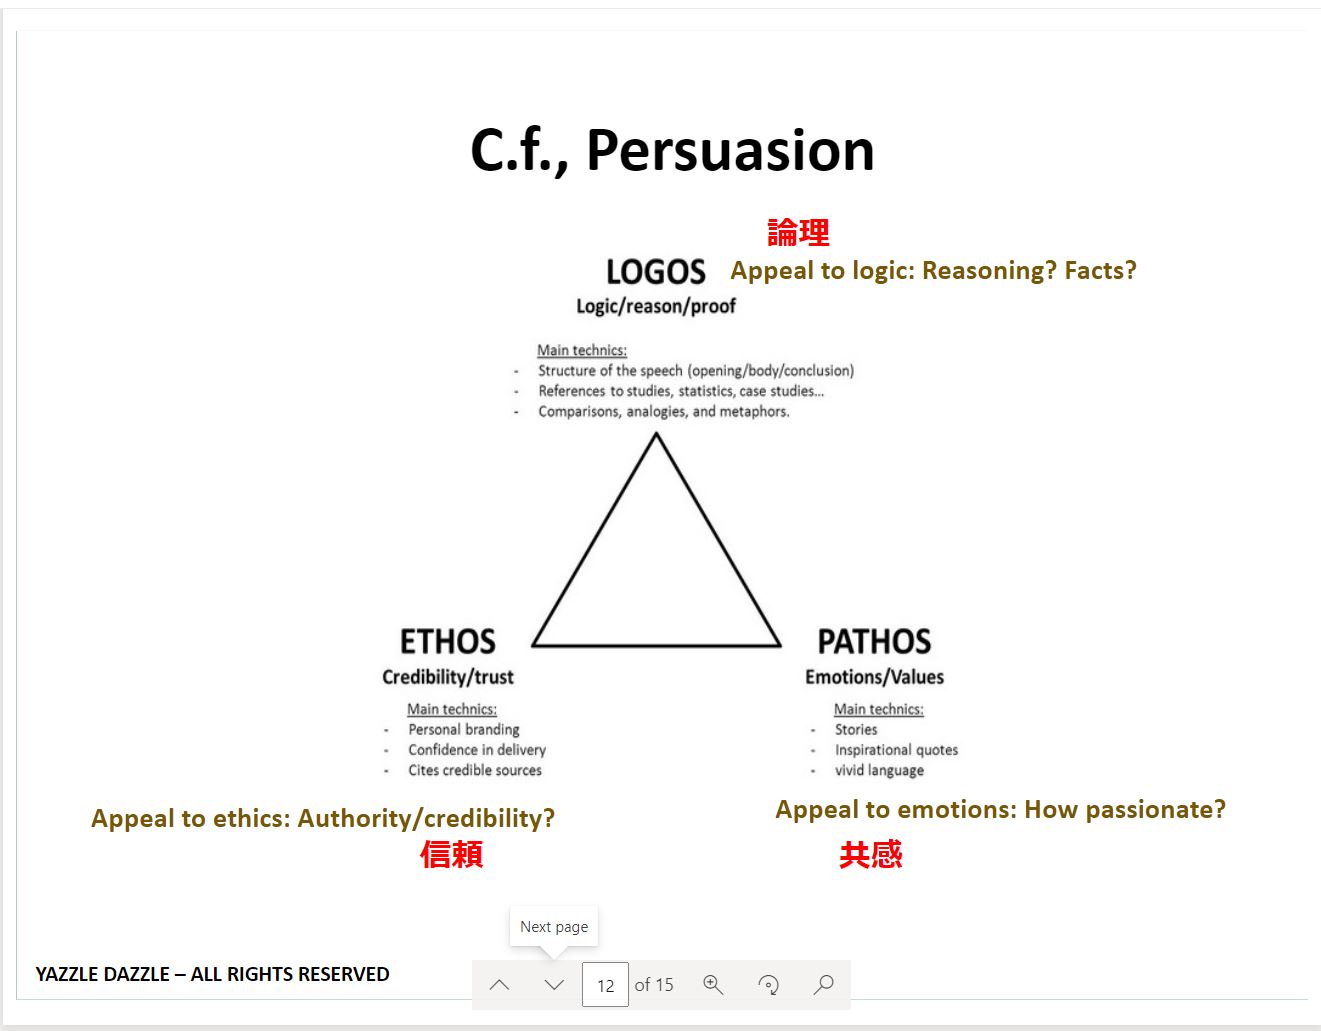 C.f., Persuasion
論理
LOGOS
Appeal to logic: Reasoning? Facts?
Logic/reason/proof
Main technics:
- Structure of the speech (opening/body/conclusion)
- References to studies, statistics, case studies...
- Comparisons, analogies, and metaphors.
ETHOS
Credibility/trust
Main technics:
- Personal branding
- Confidence in delivery
- Cites credible sources
Appeal to ethics: Authority/credibility?
信頼
PATHOS
Emotions/Values
Main technics:
- Stories
- Inspirational quotes
- vivid language
Appeal to emotions: How passionate?
共感
Next page
YAZZLE DAZZLE – ALL RIGHTS RESERVED
12 of 15